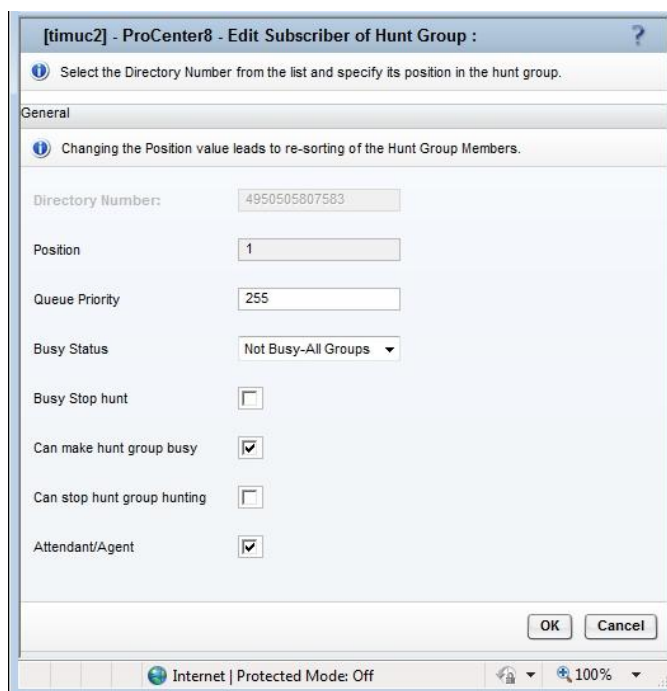 [timuc2] - ProCenter8 - Edit Subscriber of Hunt Group :
?
Select the Directory Number from the list and specify its position in the hunt group.
General
Changing the Position value leads to re-sorting of the Hunt Group Members.
Directory Number: 4950505807583
Position 1
Queue Priority 255
Busy Status Not Busy-All Groups
Busy Stop hunt
Can make hunt group busy
Can stop hunt group hunting
Attendant/Agent
OK Cancel
Internet | Protected Mode: Off 100%